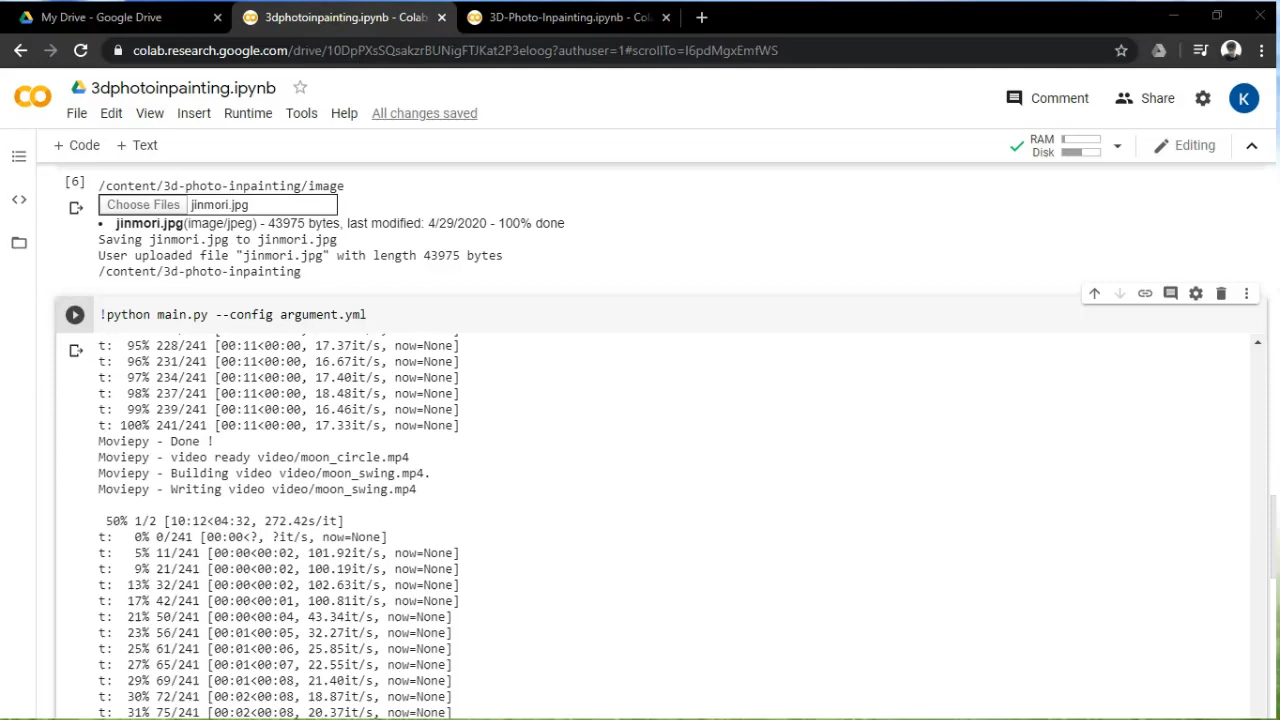 My Drive - Google Drive
3dphotoinpainting.ipynb - Colab
3D-Photo-Inpainting.ipynb - Col
colab.research.google.com/drive/10DpPXsSQsakzrBUNigFTJKat2P3eloog?authuser=1#scrollTo=I6pdMgxEmfWS
3dphotoinpainting.ipynb
Comment
Share
K
File Edit View Insert Runtime Tools Help All changes saved
+ Code + Text
RAM
Disk
Editing
[6]
/content/3d-photo-inpainting/image
Choose Files jinmori.jpg
• jinmori.jpg(image/jpeg) - 43975 bytes, last modified: 4/29/2020 - 100% done
Saving jinmori.jpg to jinmori.jpg
User uploaded file "jinmori.jpg" with length 43975 bytes
/content/3d-photo-inpainting
!python main.py --config argument.yml
t: 95% 228/241 [00:11<00:00, 17.37it/s, now=None]
t: 96% 231/241 [00:11<00:00, 16.67it/s, now=None]
t: 97% 234/241 [00:11<00:00, 17.40it/s, now=None]
t: 98% 237/241 [00:11<00:00, 18.48it/s, now=None]
t: 99% 239/241 [00:11<00:00, 16.46it/s, now=None]
t: 100% 241/241 [00:11<00:00, 17.33it/s, now=None]
Moviepy - Done !
Moviepy - video ready video/moon_circle.mp4
Moviepy - Building video video/moon_swing.mp4.
Moviepy - Writing video video/moon_swing.mp4
50% 1/2 [10:12<04:32, 272.42s/it]
t: 0% 0/241 [00:00<?, ?it/s, now=None]
t: 5% 11/241 [00:00<00:02, 101.92it/s, now=None]
t: 9% 21/241 [00:00<00:02, 100.19it/s, now=None]
t: 13% 32/241 [00:00<00:02, 102.63it/s, now=None]
t: 17% 42/241 [00:00<00:01, 100.81it/s, now=None]
t: 21% 50/241 [00:00<00:04, 43.34it/s, now=None]
t: 23% 56/241 [00:01<00:05, 32.27it/s, now=None]
t: 25% 61/241 [00:01<00:06, 25.85it/s, now=None]
t: 27% 65/241 [00:01<00:07, 22.55it/s, now=None]
t: 29% 69/241 [00:01<00:08, 21.40it/s, now=None]
t: 30% 72/241 [00:02<00:08, 18.87it/s, now=None]
t: 31% 75/241 [00:02<00:08, 20.37it/s, now=None]